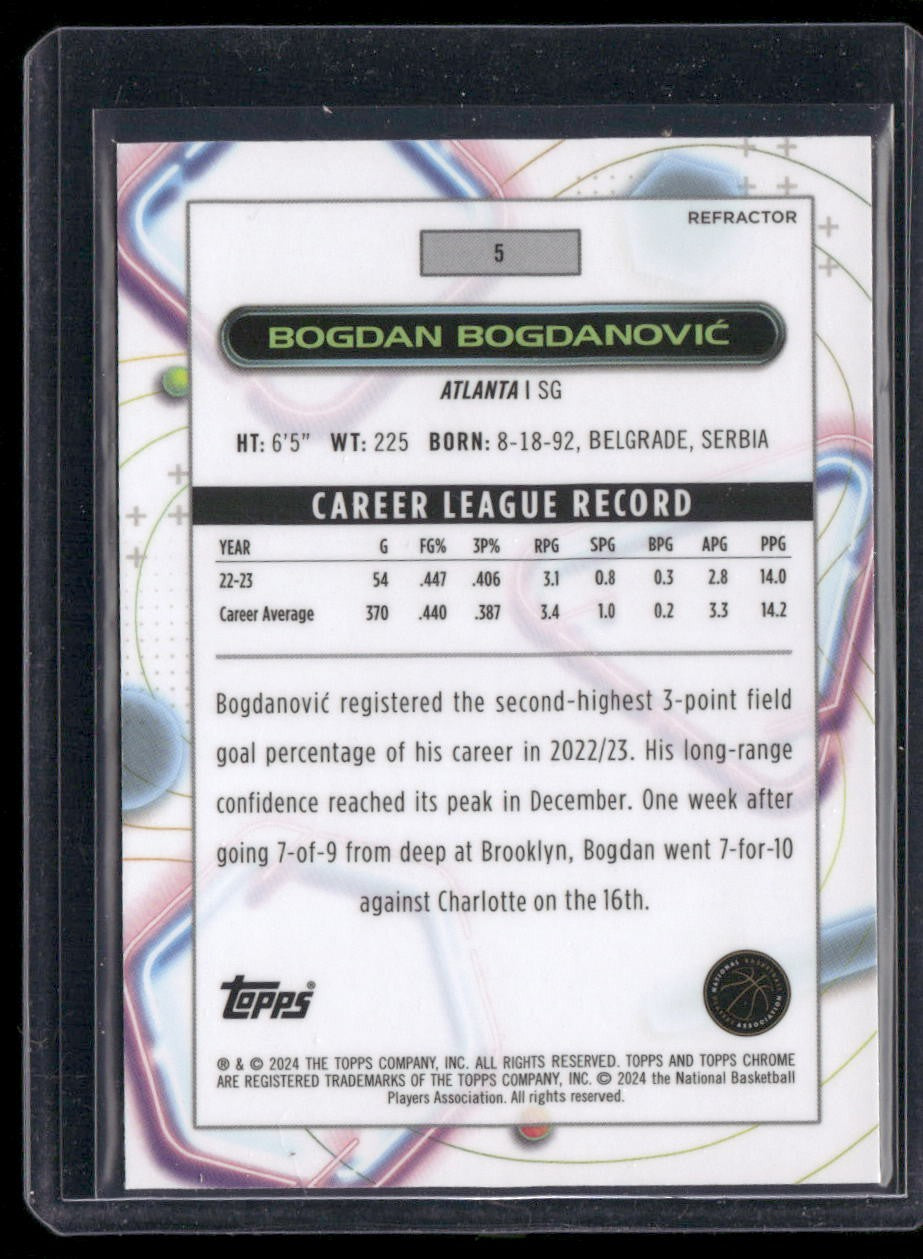 REFRACTOR
5
BOGDAN BOGDANOVIĆ
ATLANTA | SG
HT: 6'5" WT: 225 BORN: 8-18-92, BELGRADE, SERBIA
CAREER LEAGUE RECORD
YEAR G FG% 3P% RPG SPG BPG APG PPG
22-23 54 .447 .406 3.1 0.8 0.3 2.8 14.0
Career Average 370 .440 .387 3.4 1.0 0.2 3.3 14.2
Bogdanović registered the second-highest 3-point field
goal percentage of his career in 2022/23. His long-range
confidence reached its peak in December. One week after
going 7-of-9 from deep at Brooklyn, Bogdan went 7-for-10
against Charlotte on the 16th.
topps®
NATIONAL BASKETBALL PLAYERS ASSOCIATION
® & © 2024 THE TOPPS COMPANY, INC. ALL RIGHTS RESERVED. TOPPS AND TOPPS CHROME
ARE REGISTERED TRADEMARKS OF THE TOPPS COMPANY, INC. © 2024 the National Basketball
Players Association. All rights reserved.